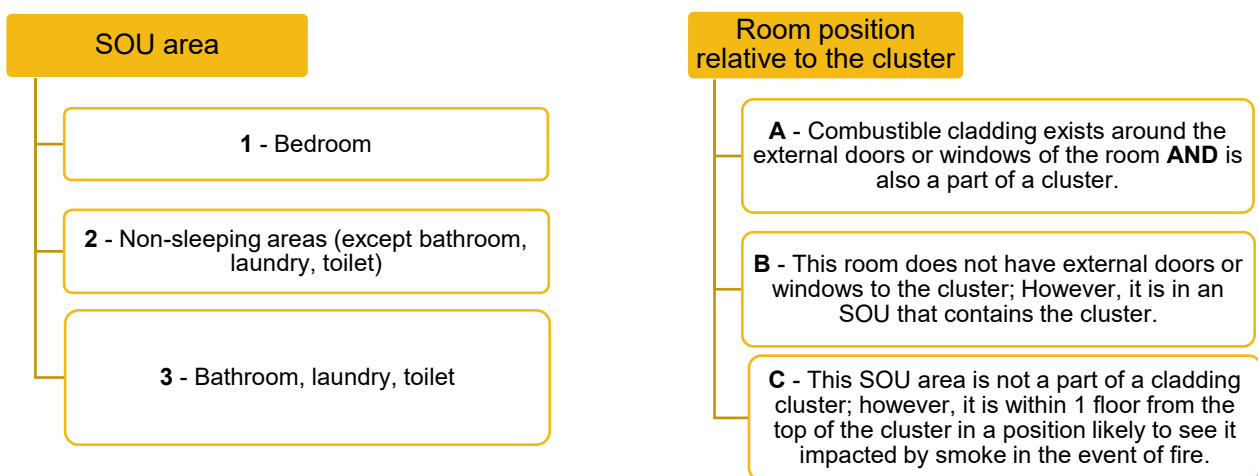 SOU area
1 - Bedroom
2 - Non-sleeping areas (except bathroom,
laundry, toilet)
3 - Bathroom, laundry, toilet
Room position
relative to the cluster
A - Combustible cladding exists around the
external doors or windows of the room AND is
also a part of a cluster.
B - This room does not have external doors or
windows to the cluster; However, it is in an
SOU that contains the cluster.
C - This SOU area is not a part of a cladding
cluster; however, it is within 1 floor from the
top of the cluster in a position likely to see it
impacted by smoke in the event of fire.